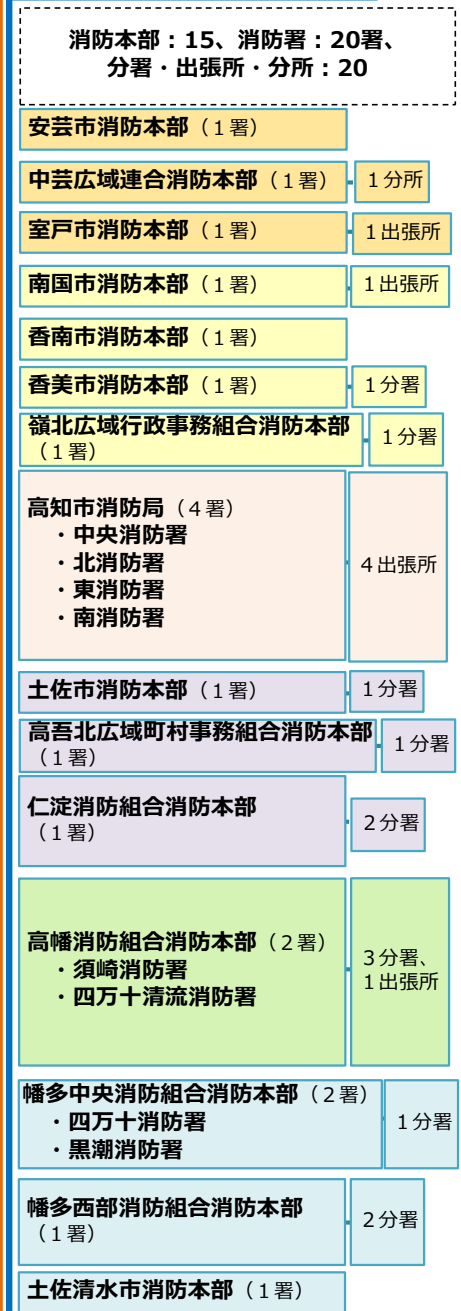 消防本部：15、消防署：20署、
分署・出張所・分所：20
安芸市消防本部（１署）
中芸広域連合消防本部（１署）
１分所
室戸市消防本部（１署）
１出張所
南国市消防本部（１署）
１出張所
香南市消防本部（１署）
香美市消防本部（１署）
１分署
嶺北広域行政事務組合消防本部
（１署）
１分署
高知市消防局（４署）
・中央消防署
・北消防署
・東消防署
・南消防署
４出張所
土佐市消防本部（１署）
１分署
高吾北広域町村事務組合消防本部
（１署）
１分署
仁淀消防組合消防本部
（１署）
２分署
高幡消防組合消防本部（２署）
・須崎消防署
・四万十清流消防署
３分署、
１出張所
幡多中央消防組合消防本部（２署）
・四万十消防署
・黒潮消防署
１分署
幡多西部消防組合消防本部
（１署）
２分署
土佐清水市消防本部（１署）